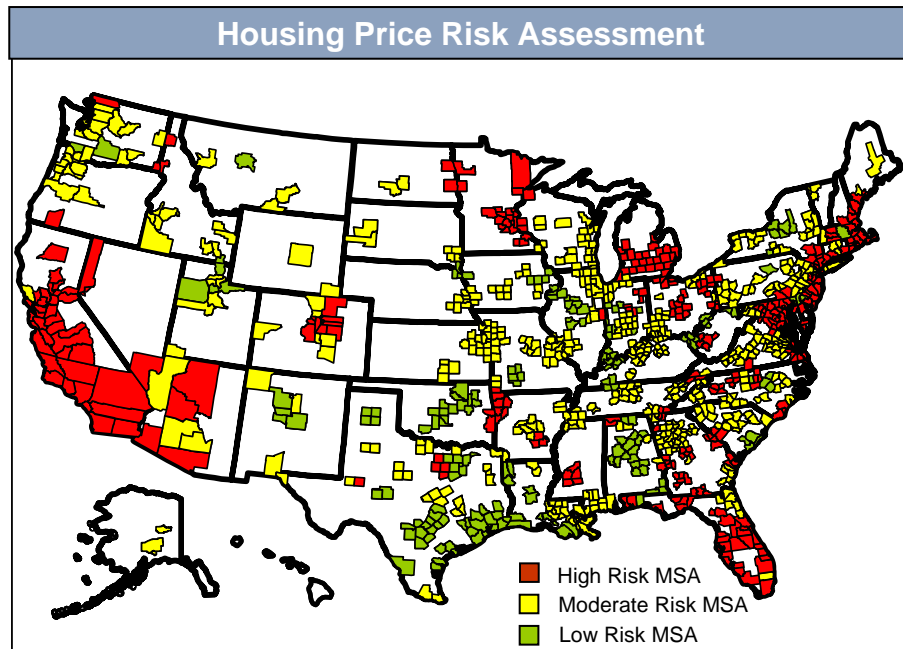 Housing Price Risk Assessment
High Risk MSA
Moderate Risk MSA
Low Risk MSA